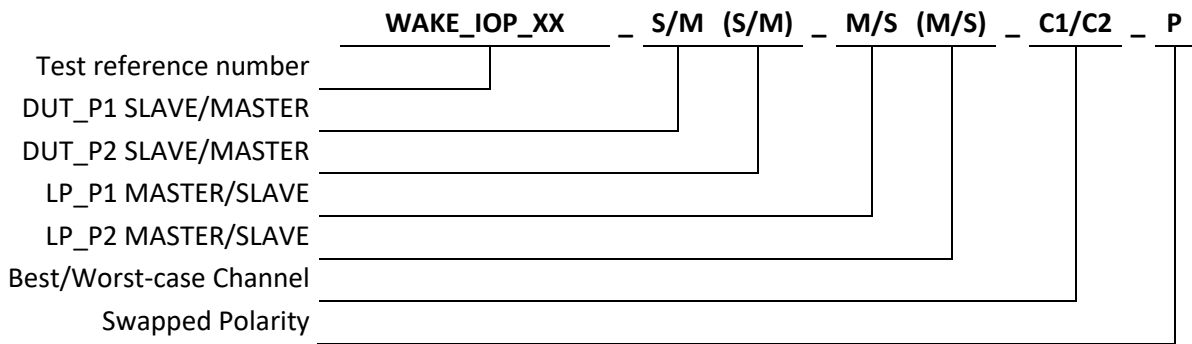 WAKE_IOP_XX _ S/M (S/M) _ M/S (M/S) _ C1/C2 _ P
Test reference number
DUT_P1 SLAVE/MASTER
DUT_P2 SLAVE/MASTER
LP_P1 MASTER/SLAVE
LP_P2 MASTER/SLAVE
Best/Worst-case Channel
Swapped Polarity